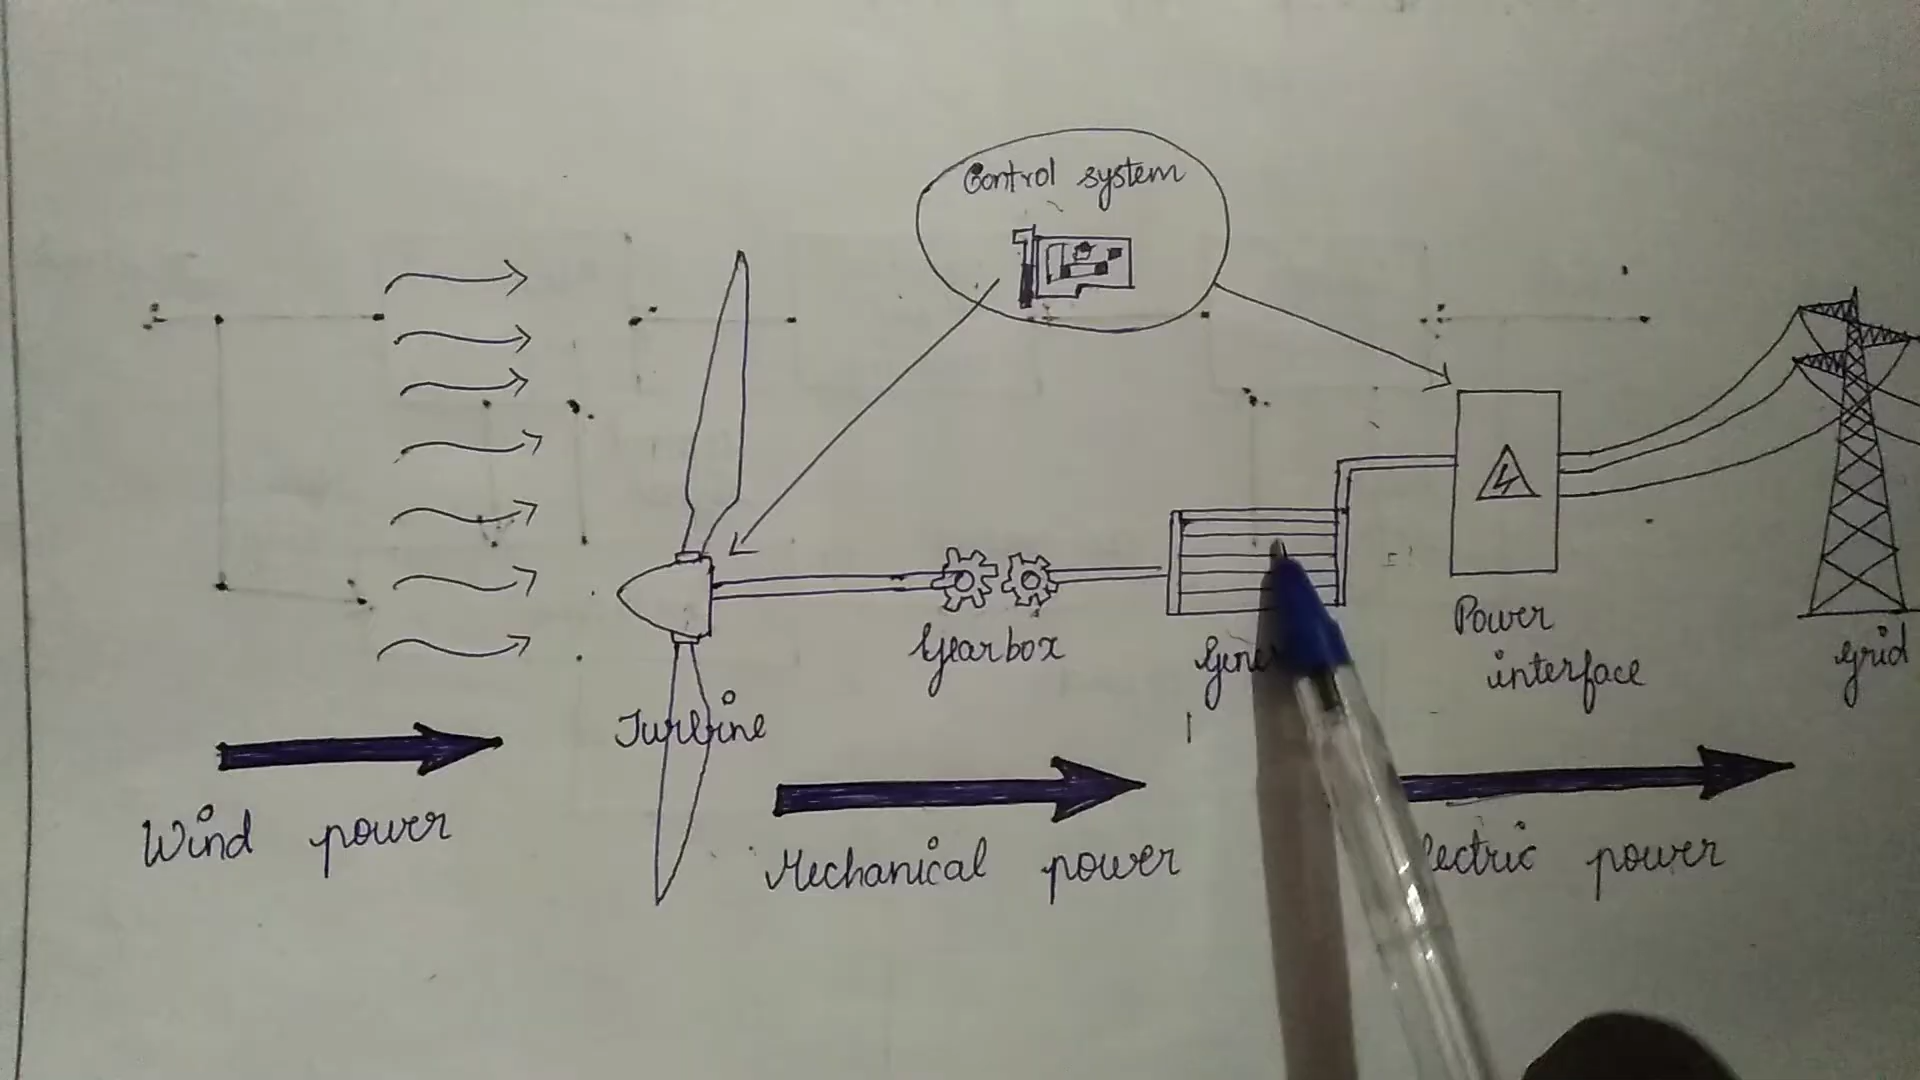 Control system
Gearbox
Power
interface
Grid
Turbine
Wind power
Mechanical power
power